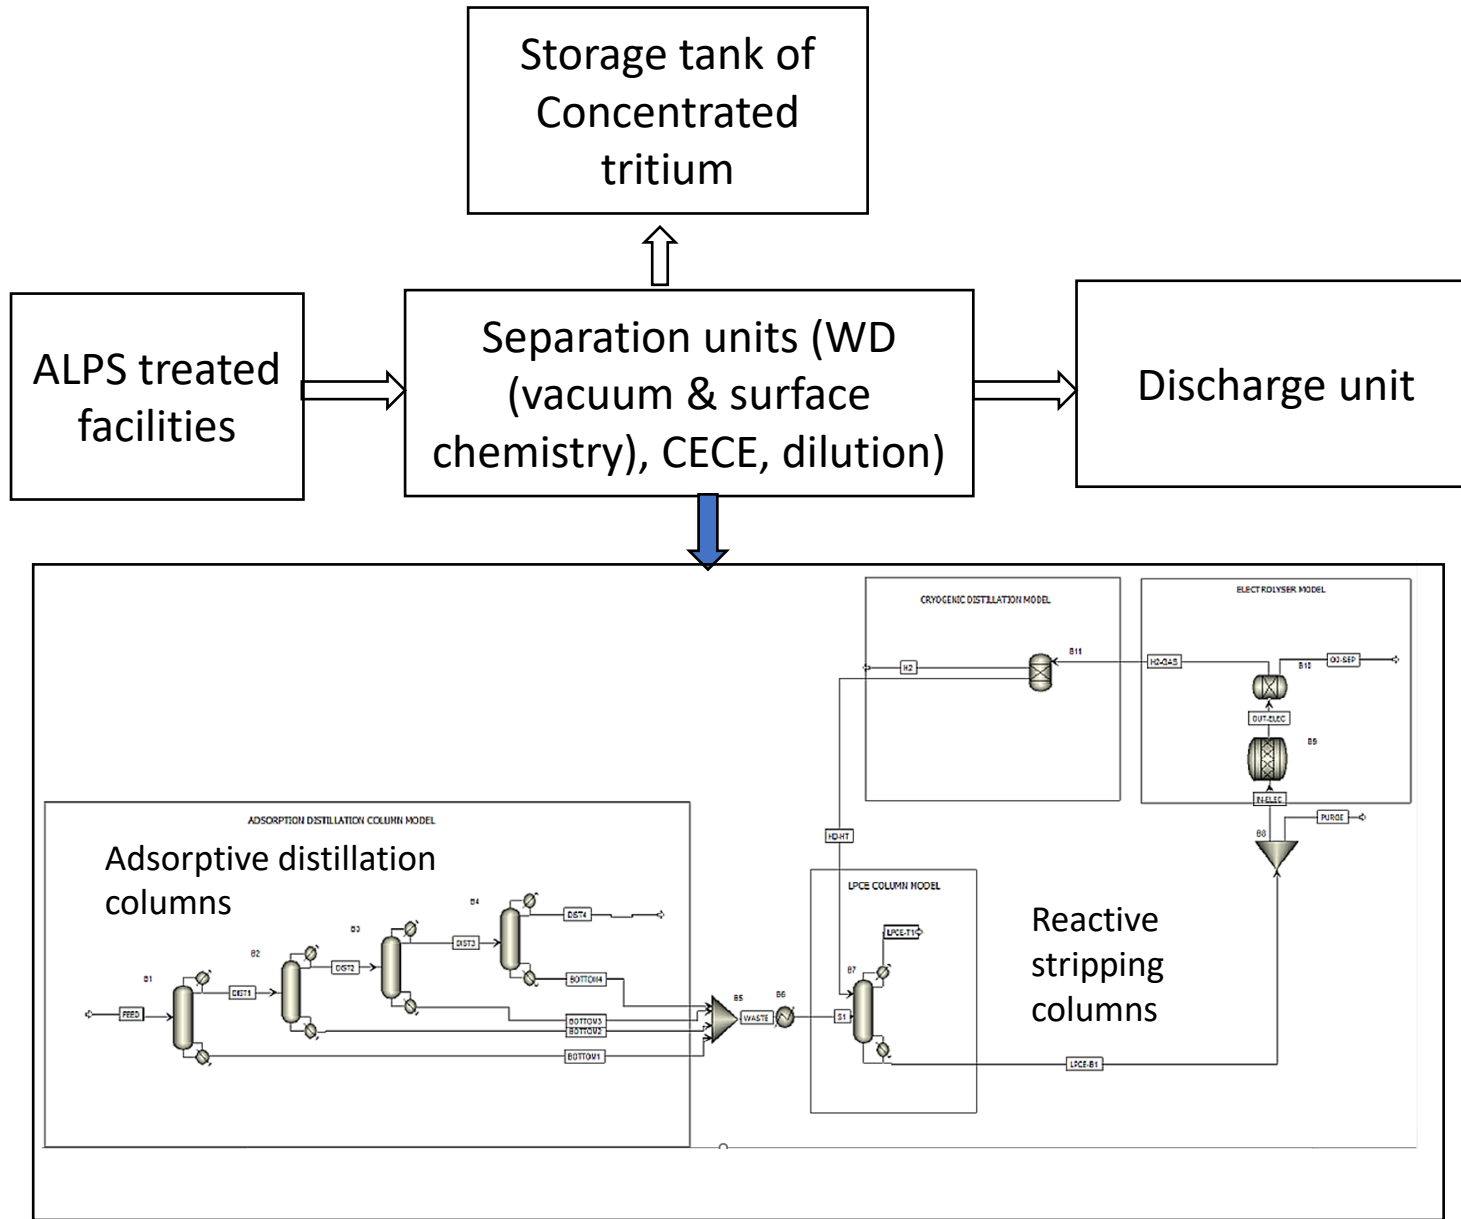 Storage tank of
Concentrated
tritium
ALPS treated
facilities
Separation units (WD
(vacuum & surface
chemistry), CECE, dilution)
Discharge unit
CRYOGENIC DISTILLATION MODEL
ELECTROLYSER MODEL
B11
H2
H2-GAS
B10
O2-SEP
OUT-ELEC
B9
IN-ELEC
PURGE
B8
HD-HT
ADSORPTION DISTILLATION COLUMN MODEL
Adsorptive distillation
columns
B1
FEED
DIST1
B2
DIST2
B3
DIST3
B4
DIST4
BOTTOM4
BOTTOM3
BOTTOM2
BOTTOM1
B5
WASTE
B6
S1
LPCE COLUMN MODEL
LPCE-T1
B7
LPCE-B1
Reactive
stripping
columns